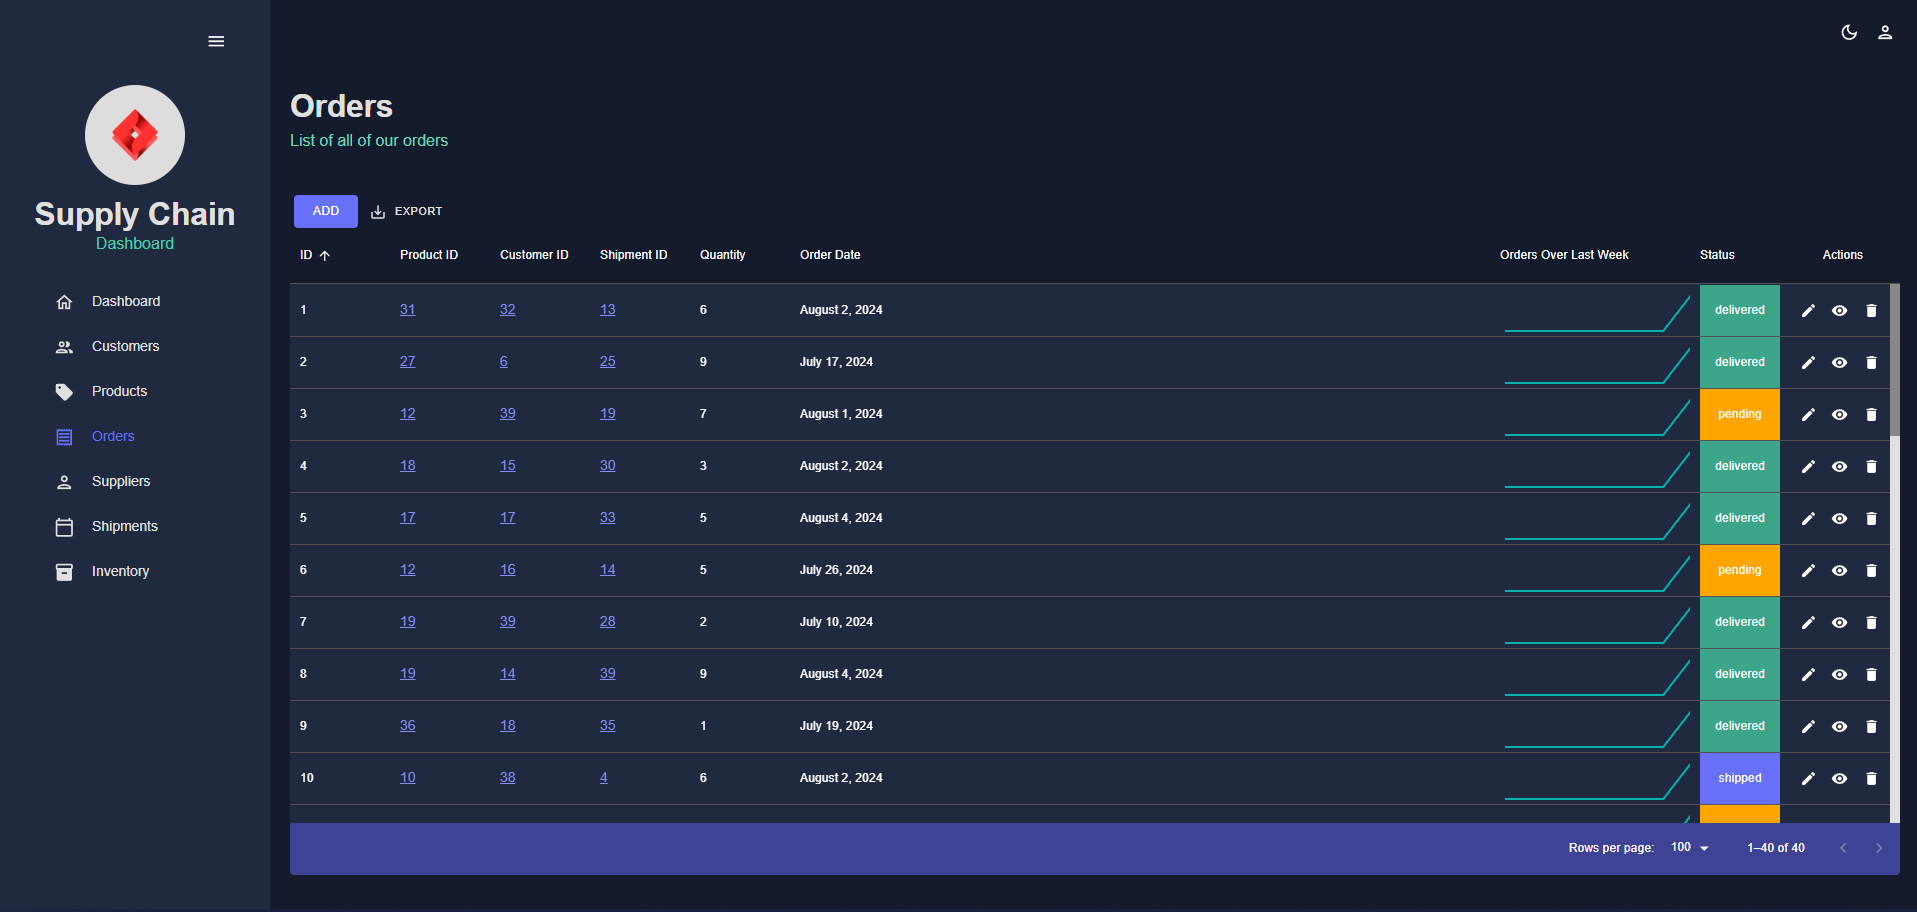 Supply Chain
Dashboard
Dashboard
Customers
Products
Orders
Suppliers
Shipments
Inventory
Orders
List of all of our orders
ADD EXPORT
ID Product ID Customer ID Shipment ID Quantity Order Date Orders Over Last Week Status Actions
1 31 32 13 6 August 2, 2024 delivered
2 27 6 25 9 July 17, 2024 delivered
3 12 39 19 7 August 1, 2024 pending
4 18 15 30 3 August 2, 2024 delivered
5 17 17 33 5 August 4, 2024 delivered
6 12 16 14 5 July 26, 2024 pending
7 19 39 28 2 July 10, 2024 delivered
8 19 14 39 9 August 4, 2024 delivered
9 36 18 35 1 July 19, 2024 delivered
10 10 38 4 6 August 2, 2024 shipped
Rows per page: 100 1–40 of 40